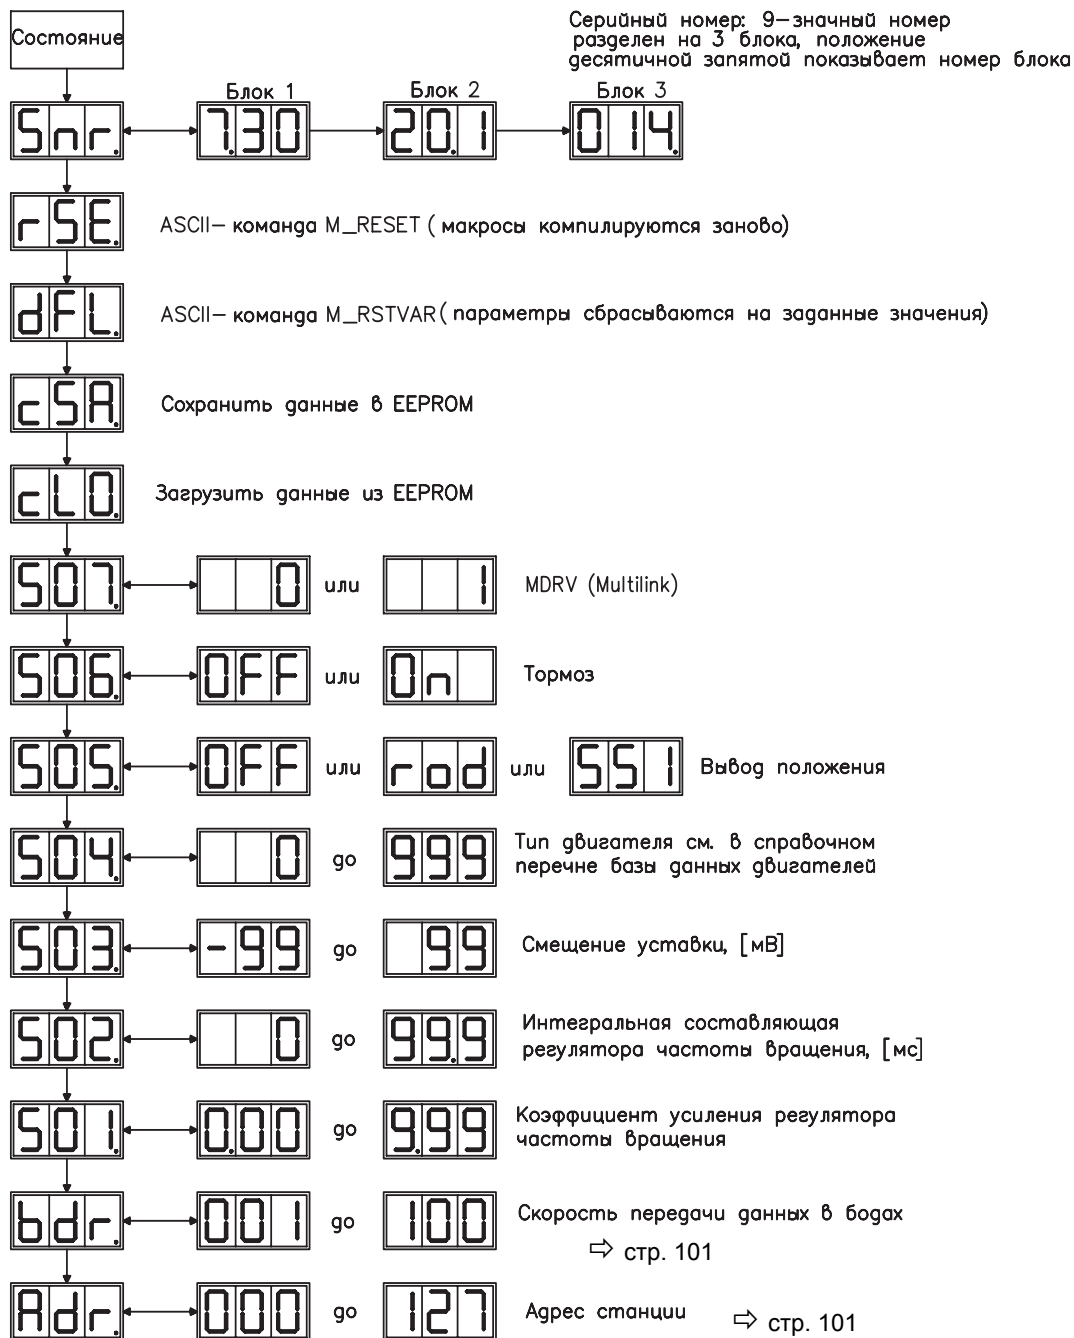 Серийный номер: 9-значный номер
разделен на 3 блока, положение
десятичной запятой показывает номер блока
Состояние
Блок 1 Блок 2 Блок 3
Snr. 7.30 20.1 014.
rSE. ASCII- команда M_RESET ( макросы компилируются заново)
dFL. ASCII- команда M_RSTVAR ( параметры сбрасываются на заданные значения)
cSA. Сохранить данные в EEPROM
cLO. Загрузить данные из EEPROM
S07. 0 или 1 MDRV (Multilink)
S06. OFF или On Тормоз
S05. OFF или rod или SSI Вывод положения
S04. 0 до 999 Тип двигателя см. в справочном
перечне базы данных двигателей
S03. -99 до 99 Смещение уставки, [мВ]
S02. 0 до 99.9 Интегральная составляющая
регулятора частоты вращения, [мс]
S01. 0.00 до 9.99 Коэффициент усиления регулятора
частоты вращения
bdr. 001 до 100 Скорость передачи данных в бодах
⇨ стр. 101
Adr. 000 до 127 Адрес станции ⇨ стр. 101